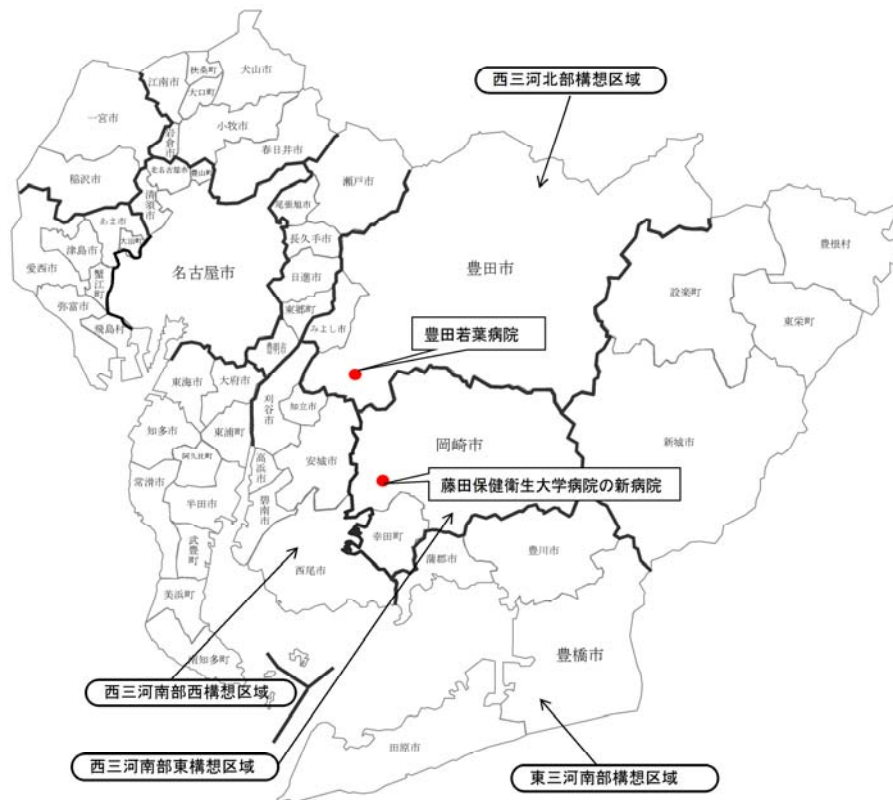 西三河北部構想区域
犬山市
扶桑町
江南市
大口町
一宮市
小牧市
岩倉市
春日井市
稲沢市
北名古屋市
豊山町
瀬戸市
清須市
尾張旭市
あま市
大治町
長久手市
津島市
名古屋市
豊田市
設楽町
豊根村
愛西市
蟹江町
日進市
東栄町
弥富市
東郷町
みよし市
飛島村
豊田若葉病院
東海市
大府市
刈谷市
知立市
知多市
東浦町
岡崎市
新城市
阿久比町
高浜市
安城市
常滑市
藤田保健衛生大学病院の新病院
半田市
碧南市
幸田町
武豊町
西尾市
蒲郡市
豊川市
美浜町
豊橋市
南知多町
西三河南部西構想区域
田原市
西三河南部東構想区域
東三河南部構想区域